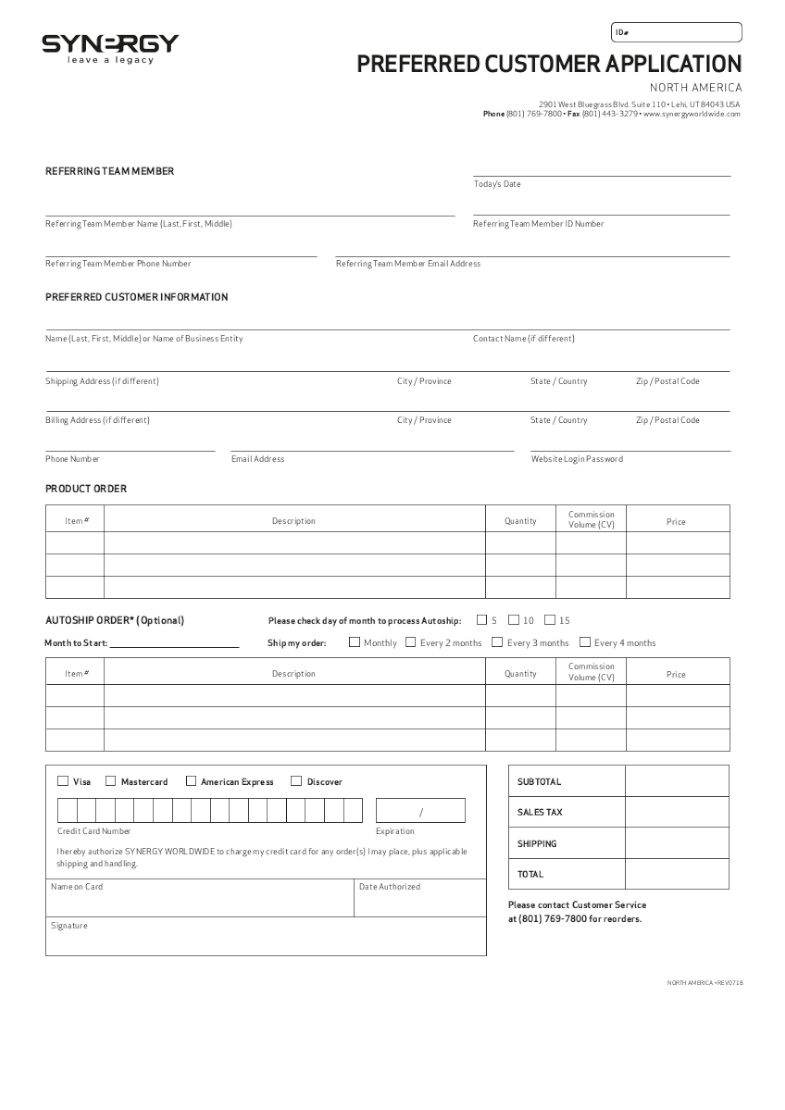 SYNERGY
leave a legacy
ID#
PREFERRED CUSTOMER APPLICATION
NORTH AMERICA
2901 West Bluegrass Blvd. Suite 110 • Lehi, UT 84043 USA
Phone (801) 769-7800 • Fax (801) 443-3279 • www.synergyworldwide.com
REFERRING TEAM MEMBER
Today's Date
Referring Team Member Name (Last, First, Middle) Referring Team Member ID Number
Referring Team Member Phone Number Referring Team Member Email Address
PREFERRED CUSTOMER INFORMATION
Name (Last, First, Middle) or Name of Business Entity Contact Name (if different)
Shipping Address (if different) City / Province State / Country Zip / Postal Code
Billing Address (if different) City / Province State / Country Zip / Postal Code
Phone Number Email Address Website Login Password
PRODUCT ORDER
Item # Description Quantity Commission Volume (CV) Price
AUTOSHIP ORDER* (Optional) Please check day of month to process Autoship: 5 10 15
Month to Start: Ship my order: Monthly Every 2 months Every 3 months Every 4 months
Item # Description Quantity Commission Volume (CV) Price
Visa Mastercard American Express Discover
/
Credit Card Number Expiration
I hereby authorize SYNERGY WORLDWIDE to charge my credit card for any order(s) I may place, plus applicable
shipping and handling.
Name on Card Date Authorized
Signature
SUBTOTAL
SALES TAX
SHIPPING
TOTAL
Please contact Customer Service
at (801) 769-7800 for reorders.
NORTH AMERICA • REV0718